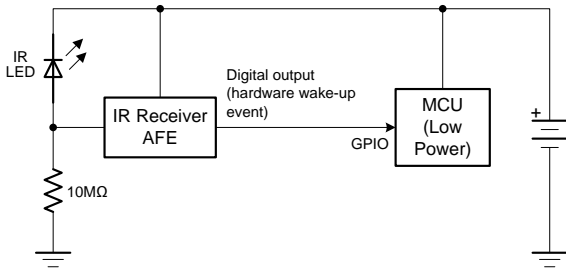 IR
LED
IR Receiver
AFE
Digital output
(hardware wake-up
event)
GPIO
MCU
(Low
Power)
+
10MΩ